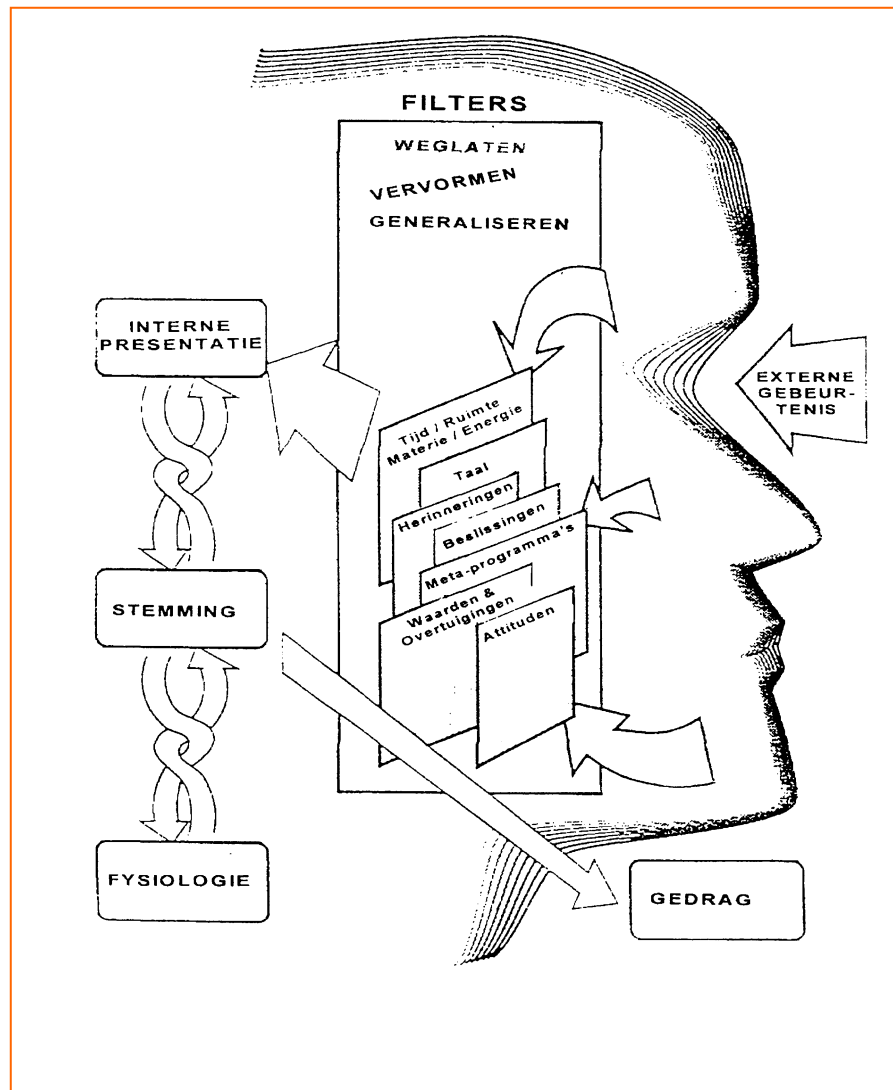 FILTERS
WEGLATEN
VERVORMEN
GENERALISEREN
INTERNE
PRESENTATIE
EXTERNE
GEBEUR-
TENIS
Tijd / Ruimte
Materie / Energie
Taal
Herinneringen
Beslissingen
Meta-programma's
Waarden &
Overtuigingen
Attituden
STEMMING
FYSIOLOGIE
GEDRAG